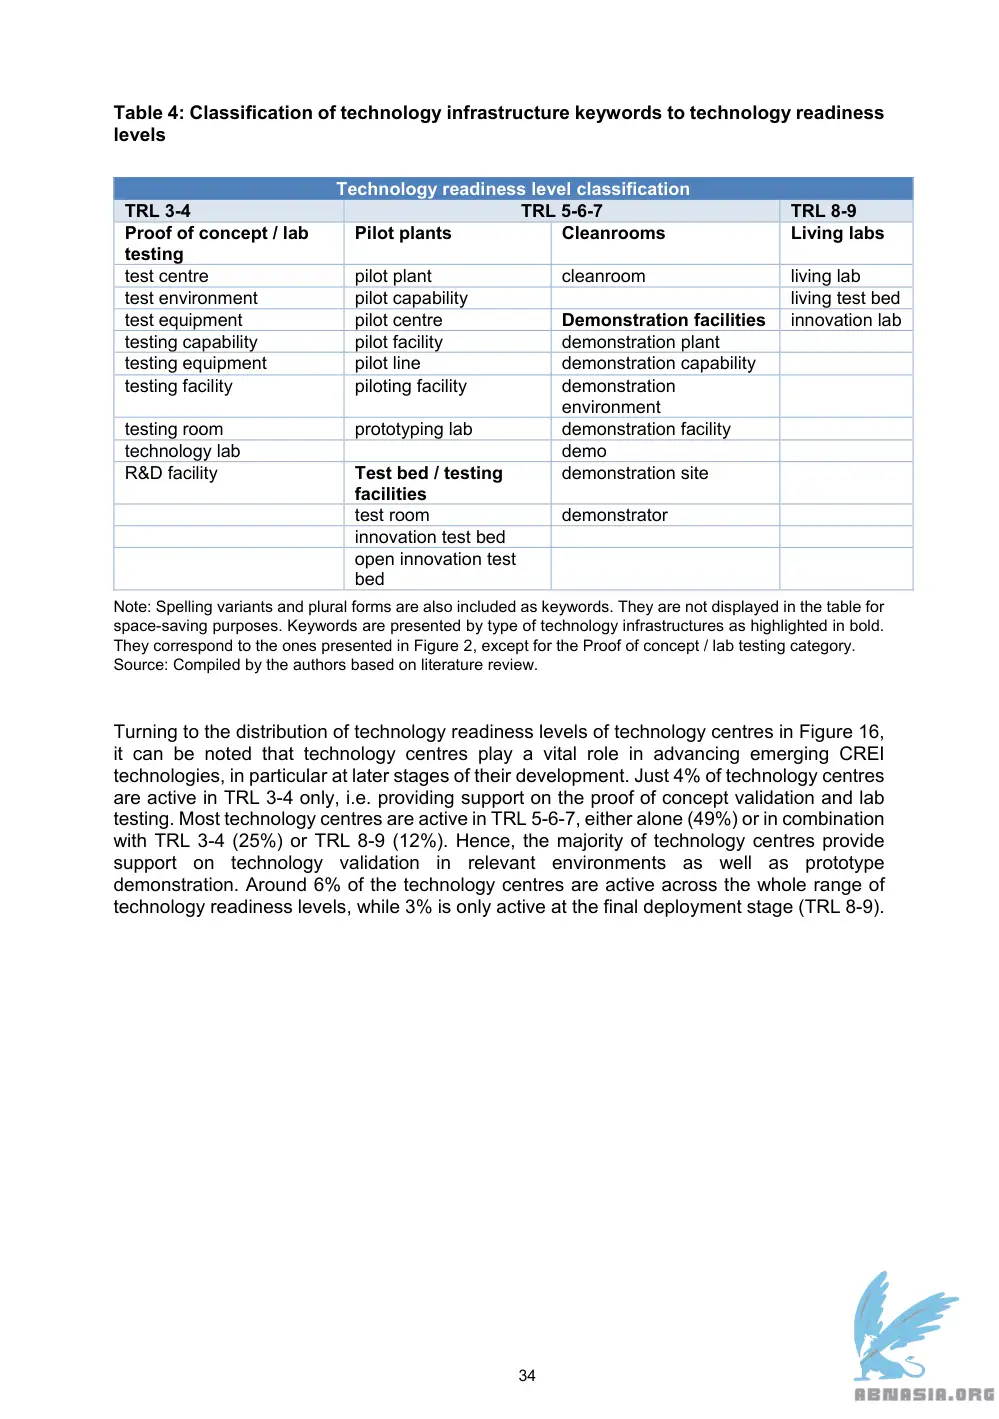 Table 4: Classification of technology infrastructure keywords to technology readiness
levels
Technology readiness level classification
TRL 3-4 TRL 5-6-7 TRL 8-9
Proof of concept / lab testing Pilot plants Cleanrooms Living labs
test centre pilot plant cleanroom living lab
test environment pilot capability living test bed
test equipment pilot centre Demonstration facilities innovation lab
testing capability pilot facility demonstration plant
testing equipment pilot line demonstration capability
testing facility piloting facility demonstration environment
testing room prototyping lab demonstration facility
technology lab demo
R&D facility Test bed / testing facilities demonstration site
test room demonstrator
innovation test bed
open innovation test bed
Note: Spelling variants and plural forms are also included as keywords. They are not displayed in the table for
space-saving purposes. Keywords are presented by type of technology infrastructures as highlighted in bold.
They correspond to the ones presented in Figure 2, except for the Proof of concept / lab testing category.
Source: Compiled by the authors based on literature review.
Turning to the distribution of technology readiness levels of technology centres in Figure 16,
it can be noted that technology centres play a vital role in advancing emerging CREI
technologies, in particular at later stages of their development. Just 4% of technology centres
are active in TRL 3-4 only, i.e. providing support on the proof of concept validation and lab
testing. Most technology centres are active in TRL 5-6-7, either alone (49%) or in combination
with TRL 3-4 (25%) or TRL 8-9 (12%). Hence, the majority of technology centres provide
support on technology validation in relevant environments as well as prototype
demonstration. Around 6% of the technology centres are active across the whole range of
technology readiness levels, while 3% is only active at the final deployment stage (TRL 8-9).
34
ABNASIA.ORG